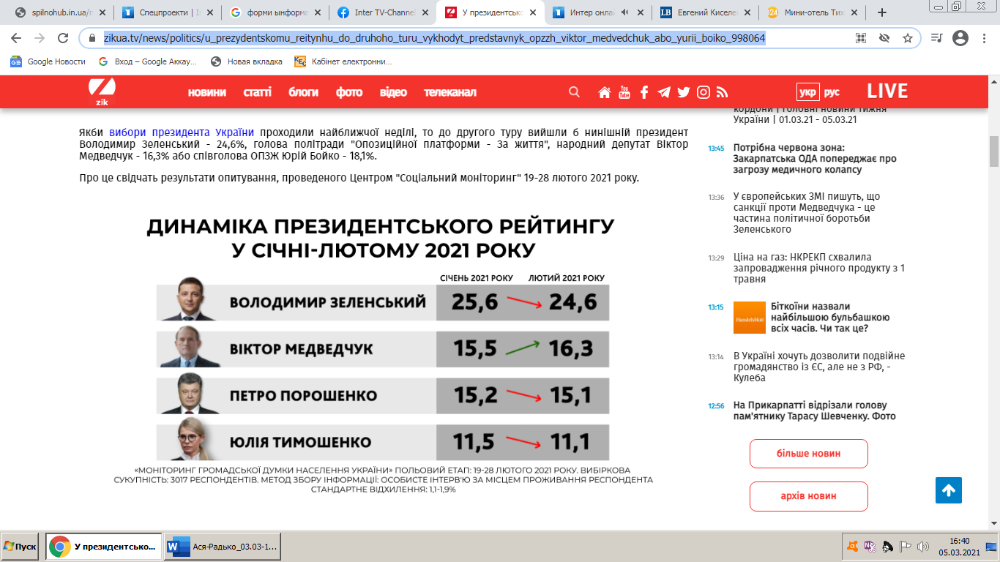 spilnohub.in.ua/n
Спецпроекти | І
форми ынформа
Inter TV-Channel
У президентськ
Интер онла
Евгений Киселе
Мини-отель Тих
zikua.tv/news/politics/u_prezydentskomu_reitynhu_do_druhoho_turu_vykhodyt_predstavnyk_opzzh_viktor_medvedchuk_abo_yurii_boiko_998064
Google Новости
Вход – Google Аккау...
Новая вкладка
Кабінет електронни...
zik
новини статті блоги фото відео телеканал
You Tube
укр рус
LIVE
Якби вибори президента України проходили найближчої неділі, то до другого туру вийшли б нинішній президент
Володимир Зеленський - 24,6%, голова політради "Опозиційної платформи - За життя", народний депутат Віктор
Медведчук - 16,3% або співголова ОПЗЖ Юрій Бойко - 18,1%.
Про це свідчать результати опитування, проведеного Центром "Соціальний моніторинг" 19-28 лютого 2021 року.
ДИНАМІКА ПРЕЗИДЕНТСЬКОГО РЕЙТИНГУ
У СІЧНІ-ЛЮТОМУ 2021 РОКУ
СІЧЕНЬ 2021 РОКУ ЛЮТИЙ 2021 РОКУ
ВОЛОДИМИР ЗЕЛЕНСЬКИЙ 25,6 24,6
ВІКТОР МЕДВЕДЧУК 15,5 16,3
ПЕТРО ПОРОШЕНКО 15,2 15,1
ЮЛІЯ ТИМОШЕНКО 11,5 11,1
«МОНІТОРИНГ ГРОМАДСЬКОЇ ДУМКИ НАСЕЛЕННЯ УКРАЇНИ» ПОЛЬОВИЙ ЕТАП: 19-28 ЛЮТОГО 2021 РОКУ. ВИБІРКОВА
СУКУПНІСТЬ: 3017 РЕСПОНДЕНТІВ. МЕТОД ЗБОРУ ІНФОРМАЦІЇ: ОСОБИСТЕ ІНТЕРВ'Ю ЗА МІСЦЕМ ПРОЖИВАННЯ РЕСПОНДЕНТА
СТАНДАРТНЕ ВІДХИЛЕННЯ: 1,1-1,9%
кордони | Головні новини тижня
України | 01.03.21 - 05.03.21
13:45 Потрібна червона зона:
Закарпатська ОДА попереджає про
загрозу медичного колапсу
13:36 У європейських ЗМІ пишуть, що
санкції проти Медведчука - це
частина політичної боротьби
Зеленського
13:29 Ціна на газ: НКРЕКП схвалила
запровадження річного продукту з 1
травня
13:15 Handelsblatt Біткоїни назвали
найбільшою бульбашкою
всіх часів. Чи так це?
13:14 В Україні хочуть дозволити подвійне
громадянство із ЄС, але не з РФ, -
Кулеба
12:56 На Прикарпатті відрізали голову
пам'ятнику Тарасу Шевченку. Фото
більше новин
архів новин
Пуск
У президентсько...
Ася-Радько_03.03-1...
16:40
05.03.2021